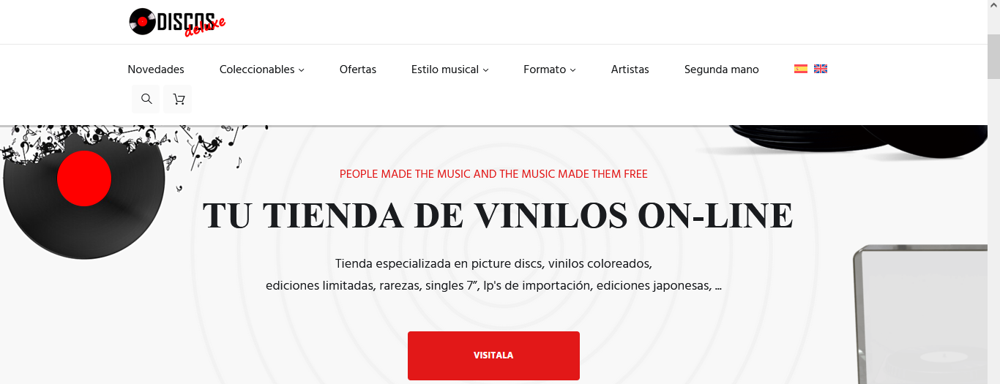 DISCOS
deluxe
Novedades Coleccionables Ofertas Estilo musical Formato Artistas Segunda mano
PEOPLE MADE THE MUSIC AND THE MUSIC MADE THEM FREE
TU TIENDA DE VINILOS ON-LINE
Tienda especializada en picture discs, vinilos coloreados,
ediciones limitadas, rarezas, singles 7”, lp's de importación, ediciones japonesas, ...
VISITALA